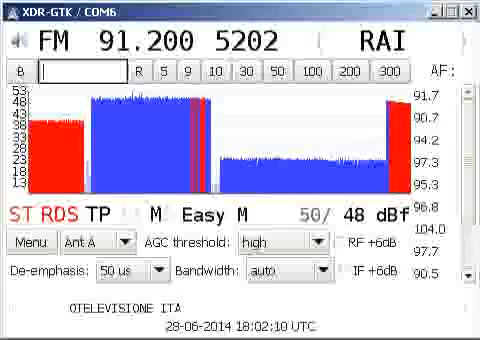 XDR-GTK / COM6
FM 91.200 5202 RAI
B R 5 9 10 30 50 100 200 300 AF:
53
48
43
38
33
28
23
18
13
91.7
90.7
94.2
97.3
95.3
96.8
104.0
97.7
90.5
ST RDS TP M Easy M 50/ 48 dBf
Menu Ant A AGC threshold: high RF +6dB
De-emphasis: 50 us Bandwidth: auto IF +6dB
OTELEVISIONE ITA
28-06-2014 18:02:10 UTC